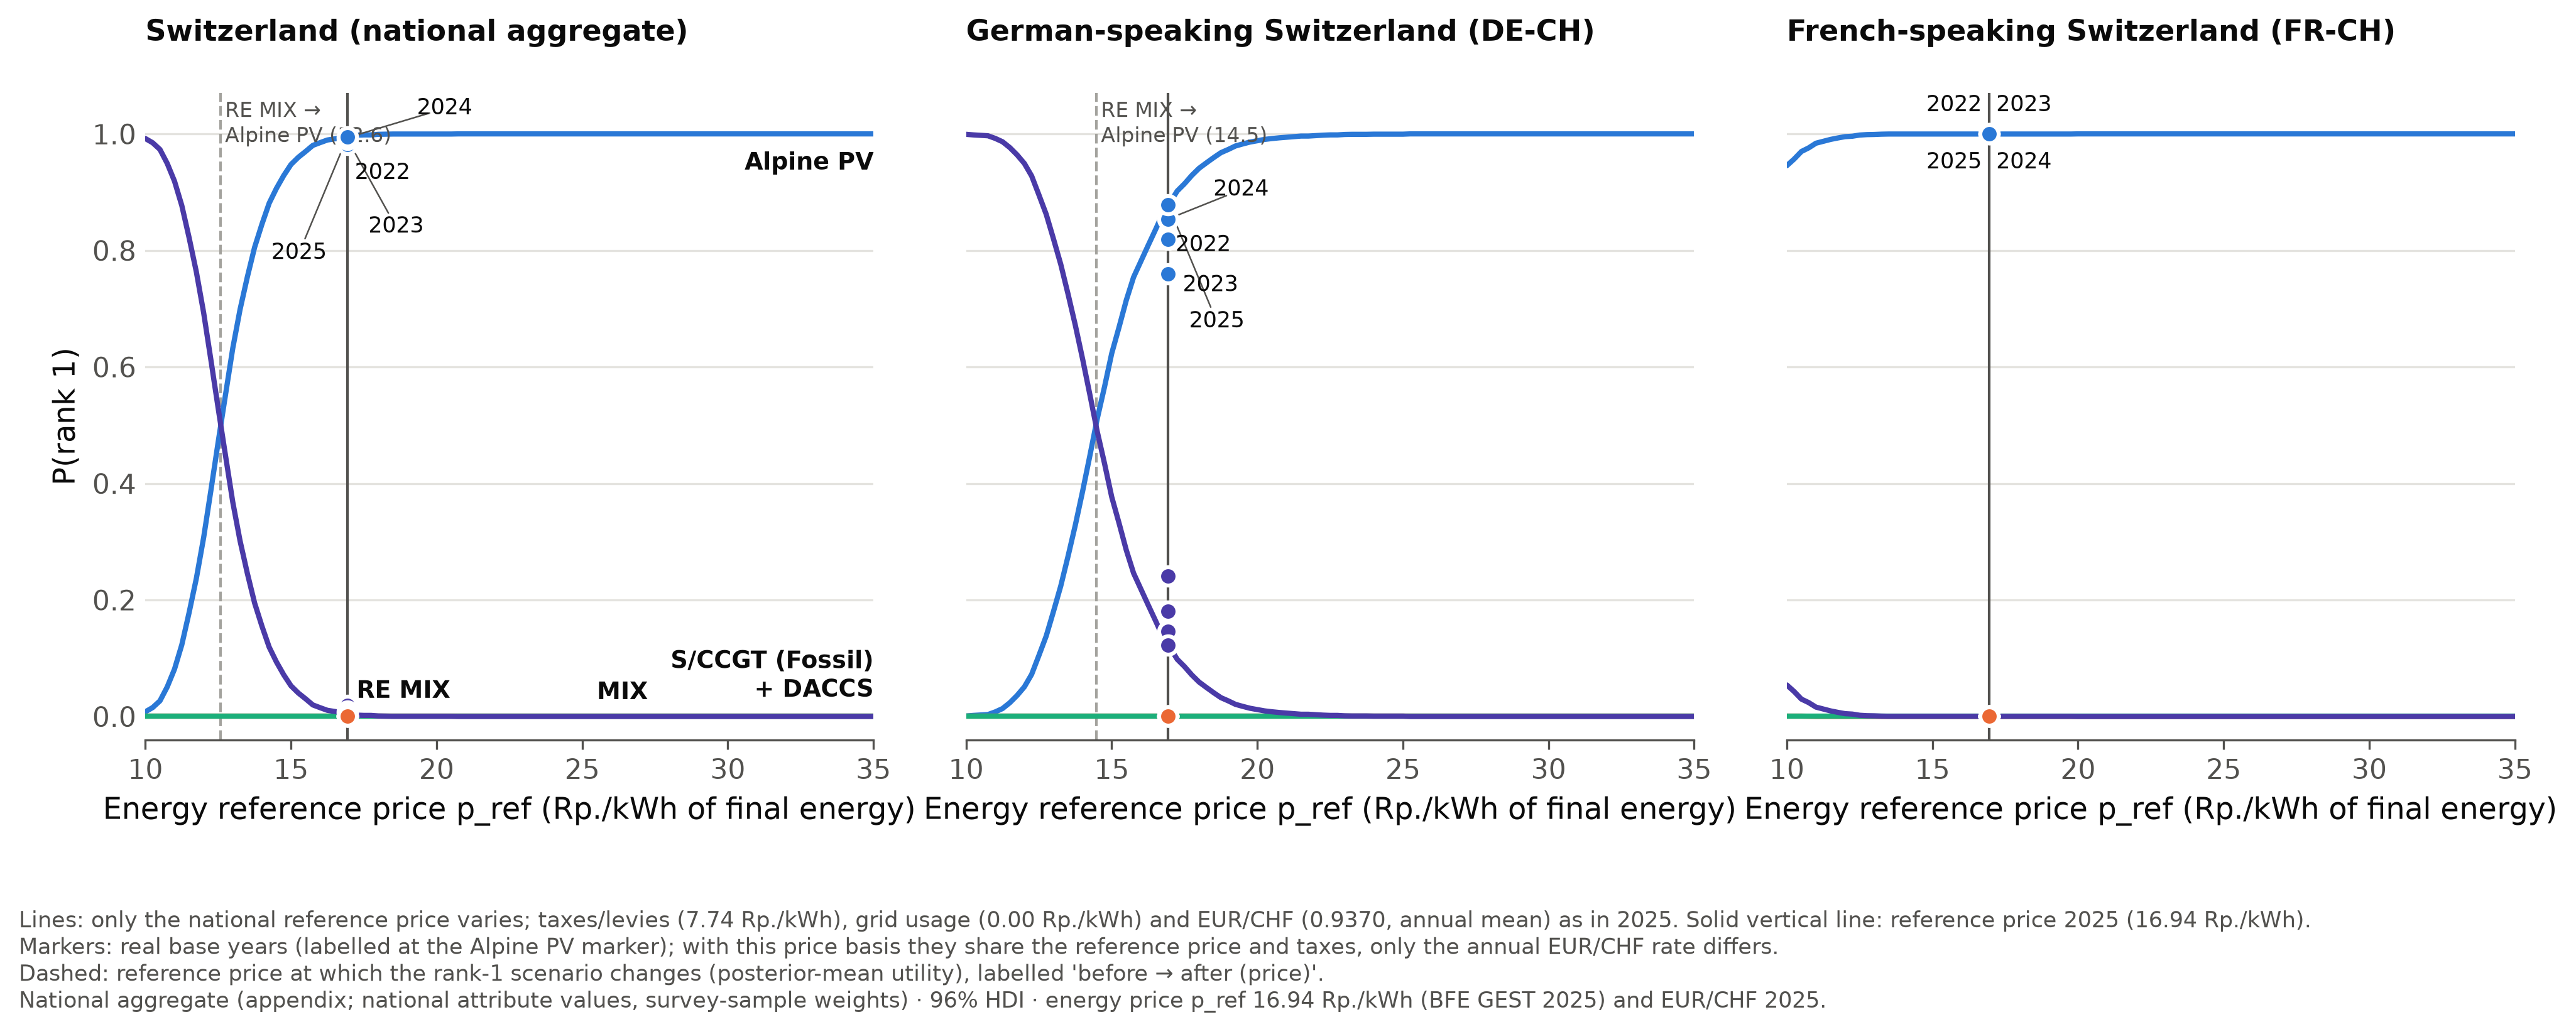 Switzerland (national aggregate)
German-speaking Switzerland (DE-CH)
French-speaking Switzerland (FR-CH)
RE MIX →
Alpine PV (12.6)
2024
2022
2023
2025
Alpine PV
RE MIX
MIX
S/CCGT (Fossil)
+ DACCS
P(rank 1)
1.0
0.8
0.6
0.4
0.2
0.0
10 15 20 25 30 35
Energy reference price p_ref (Rp./kWh of final energy)
RE MIX →
Alpine PV (14.5)
2024
2022
2023
2025
10 15 20 25 30 35
Energy reference price p_ref (Rp./kWh of final energy)
2022 2023
2025 2024
10 15 20 25 30 35
Energy reference price p_ref (Rp./kWh of final energy)
Lines: only the national reference price varies; taxes/levies (7.74 Rp./kWh), grid usage (0.00 Rp./kWh) and EUR/CHF (0.9370, annual mean) as in 2025. Solid vertical line: reference price 2025 (16.94 Rp./kWh).
Markers: real base years (labelled at the Alpine PV marker); with this price basis they share the reference price and taxes, only the annual EUR/CHF rate differs.
Dashed: reference price at which the rank-1 scenario changes (posterior-mean utility), labelled 'before → after (price)'.
National aggregate (appendix; national attribute values, survey-sample weights) · 96% HDI · energy price p_ref 16.94 Rp./kWh (BFE GEST 2025) and EUR/CHF 2025.